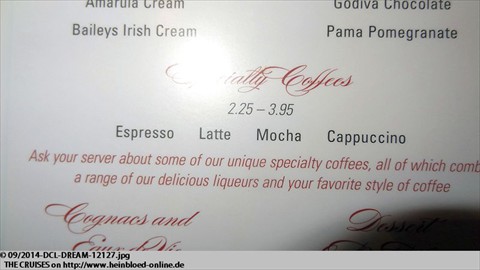 Amarula Cream Godiva Chocolate
Baileys Irish Cream Pama Pomegranate
Specialty Coffees
2.25 – 3.95
Espresso Latte Mocha Cappuccino
Ask your server about some of our unique specialty coffees, all of which comb
a range of our delicious liqueurs and your favorite style of coffee
Cognacs and Dessert
Eaux de Vie
© 09/2014-DCL-DREAM-12127.jpg
THE CRUISES on http://www.heinbloed-online.de